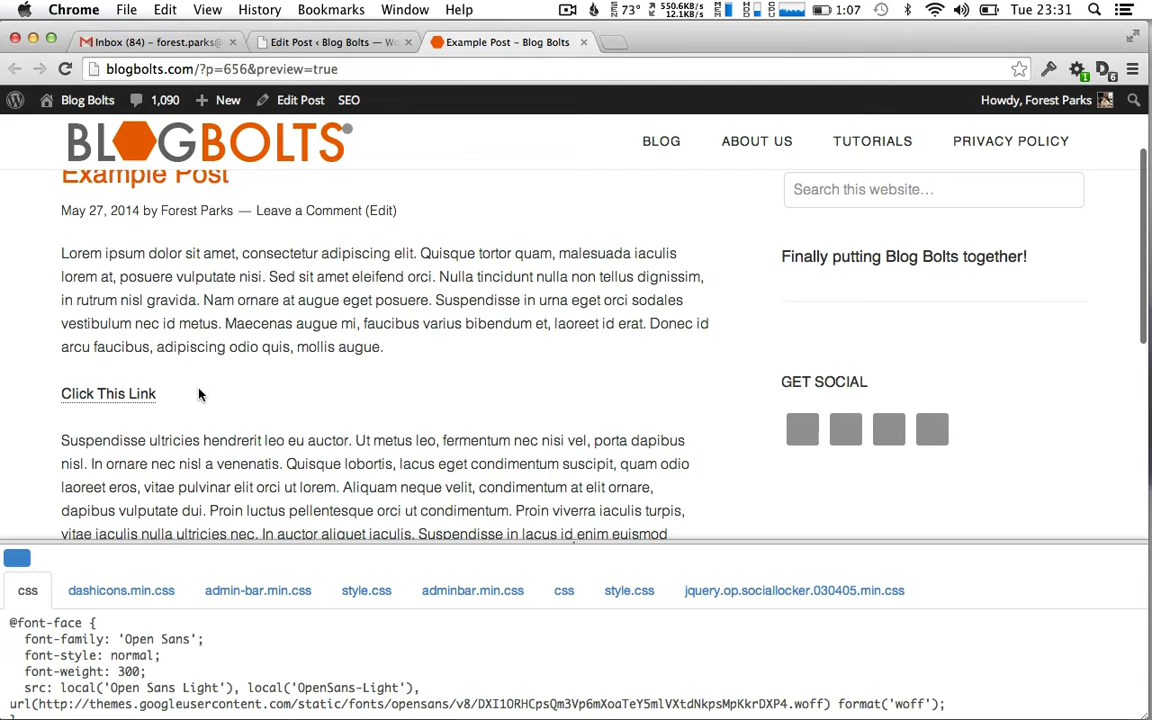 Chrome File Edit View History Bookmarks Window Help 73° 550.6KB/s 12.1KB/s 1:07 Tue 23:31
Inbox (84) – forest.parks@ Edit Post ‹ Blog Bolts — Wo Example Post – Blog Bolts
blogbolts.com/?p=656&preview=true 1 6
Blog Bolts 1,090 New Edit Post SEO Howdy, Forest Parks
BLOGBOLTS BLOG ABOUT US TUTORIALS PRIVACY POLICY
Example Post
Search this website...
May 27, 2014 by Forest Parks — Leave a Comment (Edit)
Lorem ipsum dolor sit amet, consectetur adipiscing elit. Quisque tortor quam, malesuada iaculis
lorem at, posuere vulputate nisi. Sed sit amet eleifend orci. Nulla tincidunt nulla non tellus dignissim,
in rutrum nisl gravida. Nam ornare at augue eget posuere. Suspendisse in urna eget orci sodales
vestibulum nec id metus. Maecenas augue mi, faucibus varius bibendum et, laoreet id erat. Donec id
arcu faucibus, adipiscing odio quis, mollis augue.
Finally putting Blog Bolts together!
Click This Link
GET SOCIAL
Suspendisse ultricies hendrerit leo eu auctor. Ut metus leo, fermentum nec nisi vel, porta dapibus
nisl. In ornare nec nisl a venenatis. Quisque lobortis, lacus eget condimentum suscipit, quam odio
laoreet eros, vitae pulvinar elit orci ut lorem. Aliquam neque velit, condimentum at elit ornare,
dapibus vulputate dui. Proin luctus pellentesque orci ut condimentum. Proin viverra iaculis turpis,
vitae iaculis nulla ultricies nec. In auctor aliquet iaculis. Suspendisse in lacus id enim euismod
css dashicons.min.css admin-bar.min.css style.css adminbar.min.css css style.css jquery.op.sociallocker.030405.min.css
@font-face {
font-family: 'Open Sans';
font-style: normal;
font-weight: 300;
src: local('Open Sans Light'), local('OpenSans-Light'),
url(http://themes.googleusercontent.com/static/fonts/opensans/v8/DXI1ORHCpsQm3Vp6mXoaTeY5mlVXtdNkpsMpKkrDXP4.woff) format('woff');